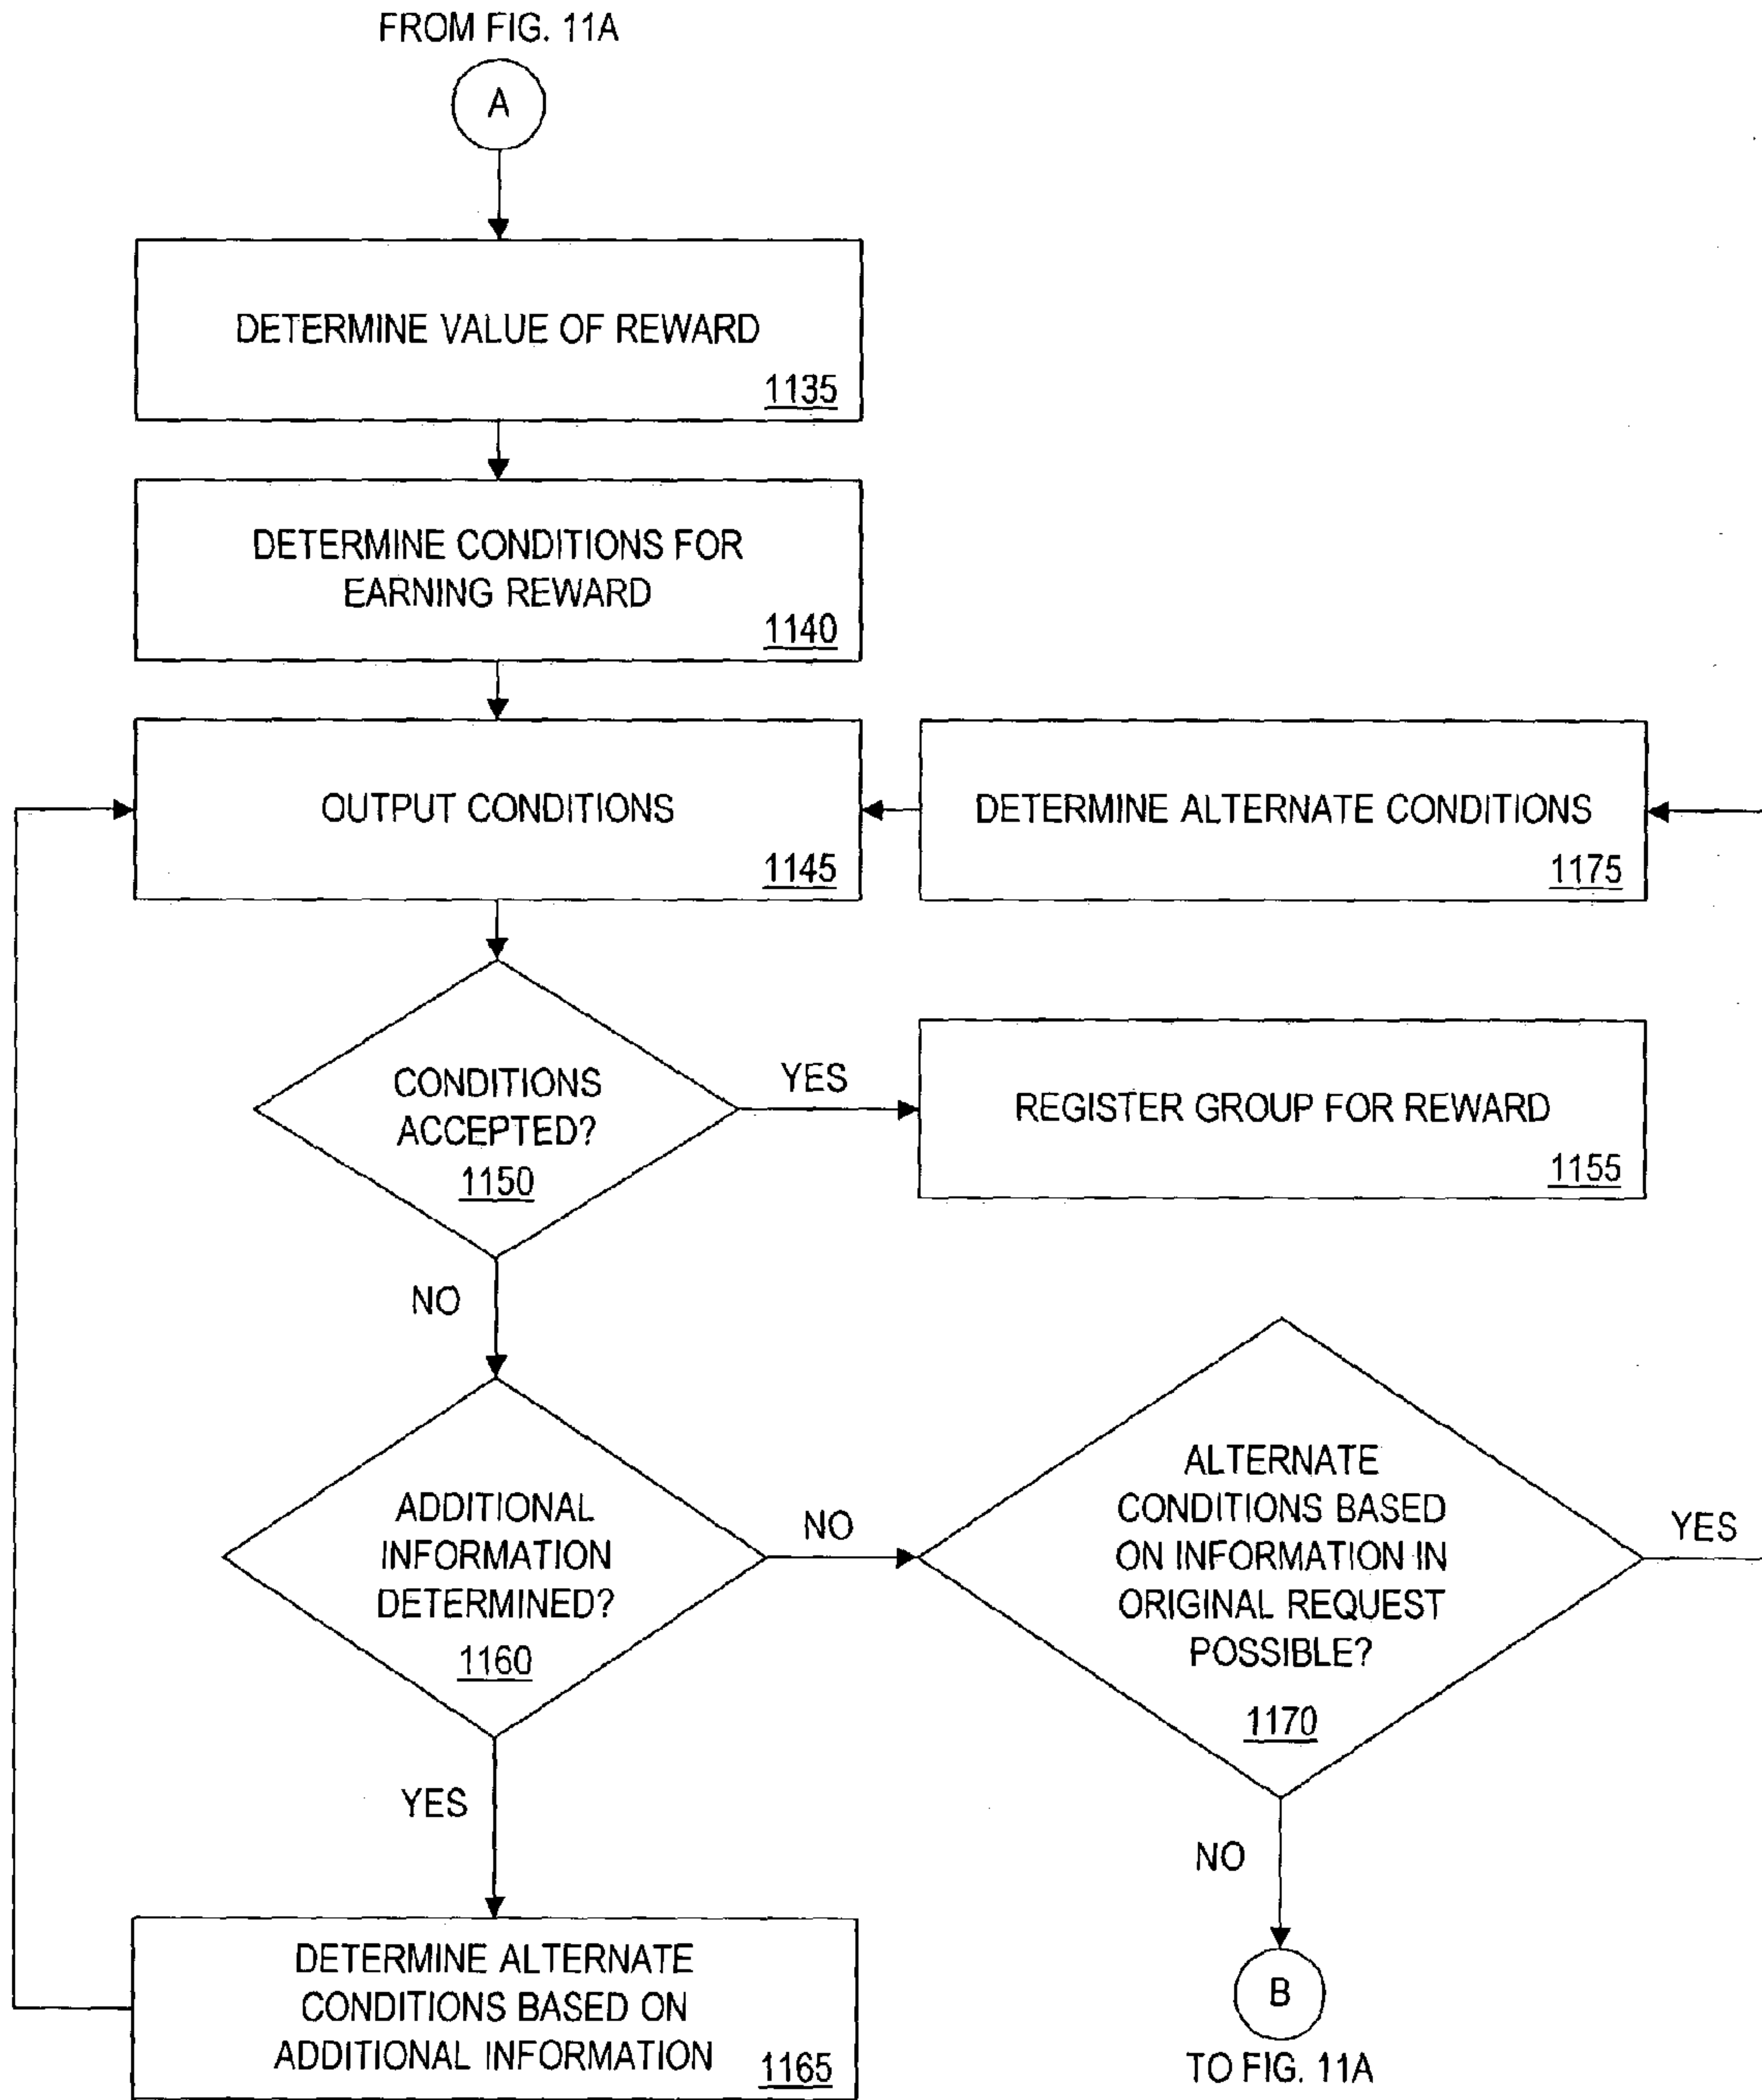 FROM FIG. 11A
A
DETERMINE VALUE OF REWARD
1135
DETERMINE CONDITIONS FOR
EARNING REWARD
1140
OUTPUT CONDITIONS
1145
DETERMINE ALTERNATE CONDITIONS
1175
CONDITIONS
ACCEPTED?
1150
YES
REGISTER GROUP FOR REWARD
1155
NO
ADDITIONAL
INFORMATION
DETERMINED?
1160
NO
ALTERNATE
CONDITIONS BASED
ON INFORMATION IN
ORIGINAL REQUEST
POSSIBLE?
1170
YES
YES
NO
DETERMINE ALTERNATE
CONDITIONS BASED ON
ADDITIONAL INFORMATION
1165
B
TO FIG. 11A